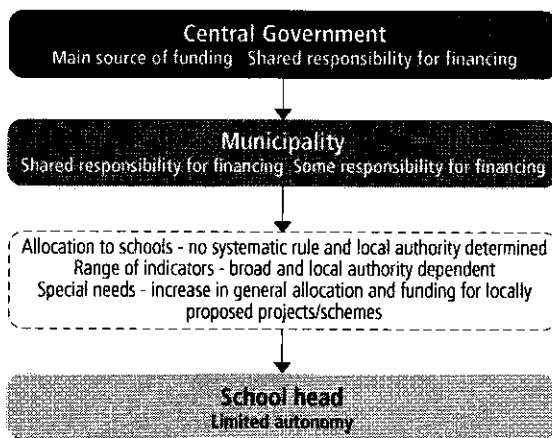 Central Government
Main source of funding Shared responsibility for financing
Municipality
Shared responsibility for financing Some responsibility for financing
Allocation to schools - no systematic rule and local authority determined
Range of indicators - broad and local authority dependent
Special needs - increase in general allocation and funding for locally
proposed projects/schemes
School head
Limited autonomy